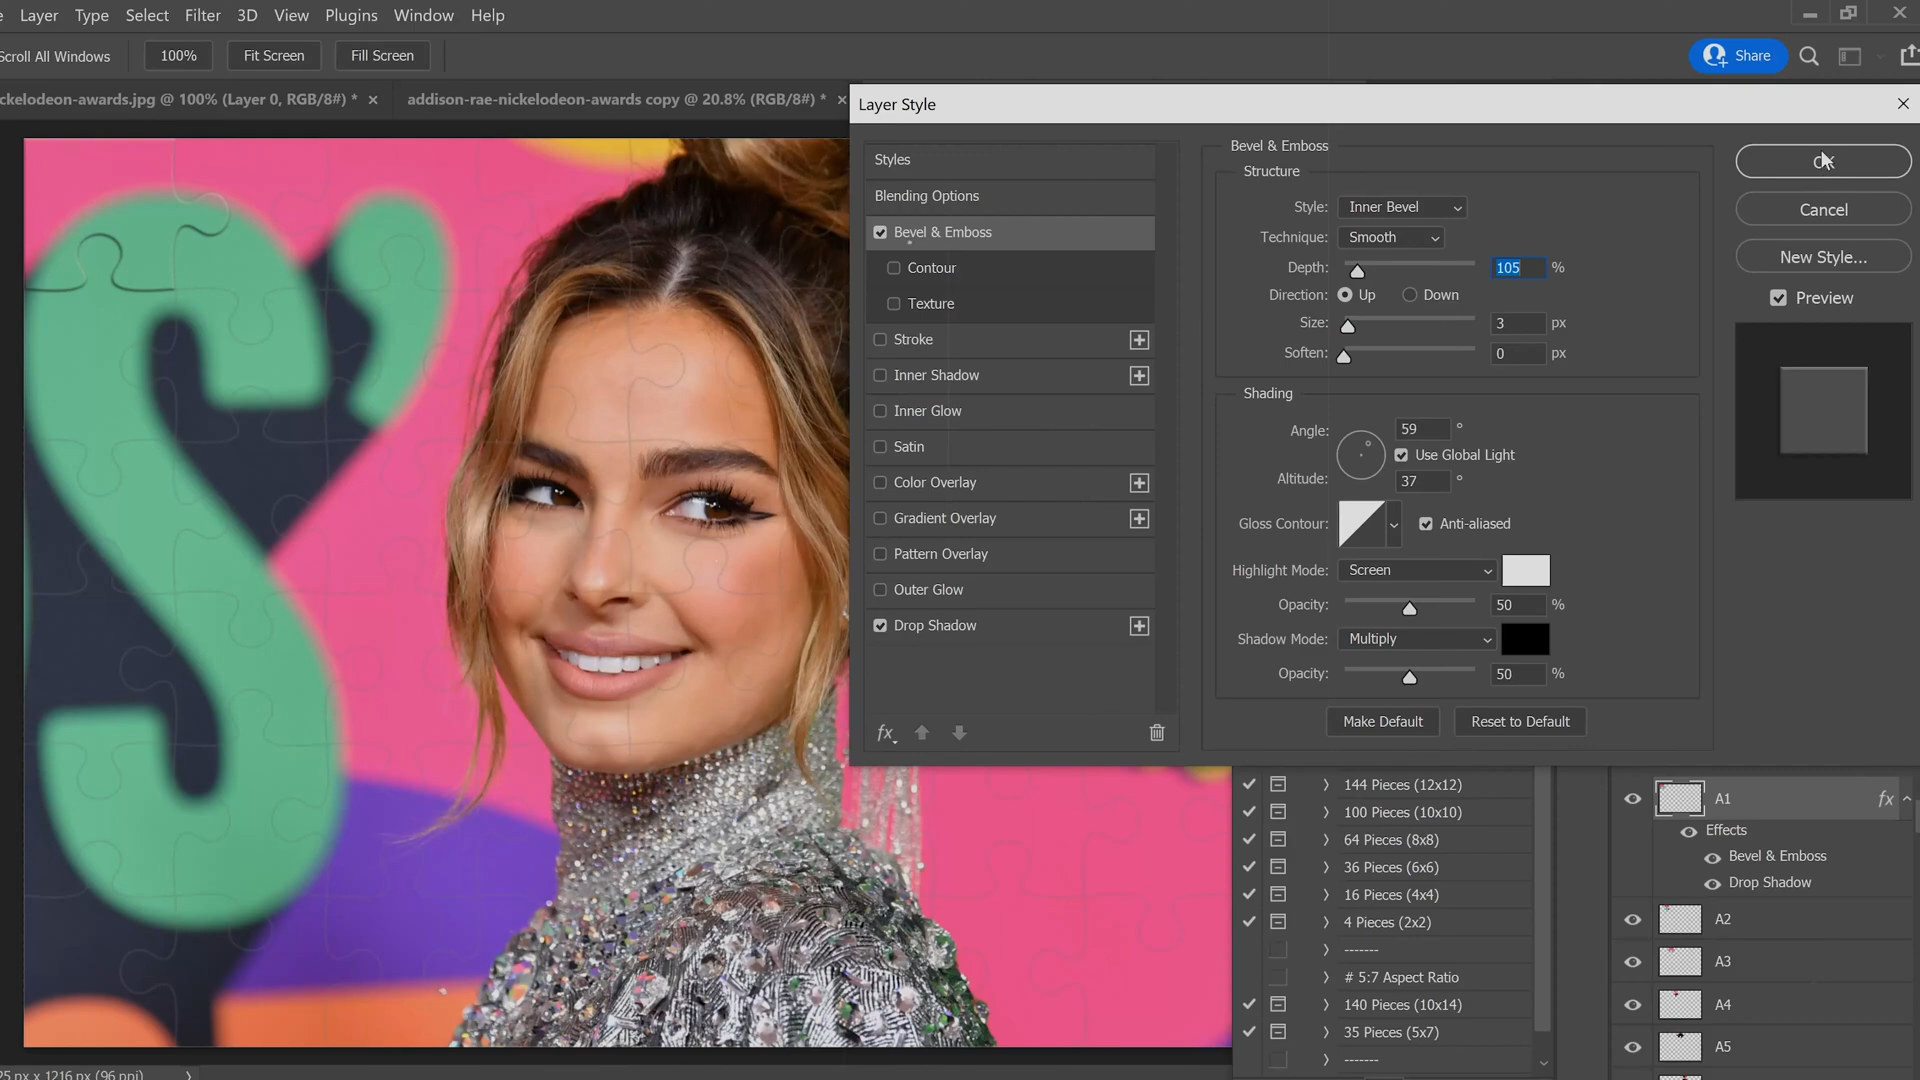 Layer Type Select Filter 3D View Plugins Window Help
Scroll All Windows 100% Fit Screen Fill Screen Share
ckelodeon-awards.jpg @ 100% (Layer 0, RGB/8#) * × addison-rae-nickelodeon-awards copy @ 20.8% (RGB/8#) * ×
Layer Style
Styles
Blending Options
Bevel & Emboss
Contour
Texture
Stroke
Inner Shadow
Inner Glow
Satin
Color Overlay
Gradient Overlay
Pattern Overlay
Outer Glow
Drop Shadow
fx
Bevel & Emboss
Structure
Style: Inner Bevel
Technique: Smooth
Depth: 105 %
Direction: Up Down
Size: 3 px
Soften: 0 px
Shading
Angle: 59 °
Use Global Light
Altitude: 37 °
Gloss Contour: Anti-aliased
Highlight Mode: Screen
Opacity: 50 %
Shadow Mode: Multiply
Opacity: 50 %
Make Default Reset to Default
OK
Cancel
New Style...
Preview
144 Pieces (12x12)
100 Pieces (10x10)
64 Pieces (8x8)
36 Pieces (6x6)
16 Pieces (4x4)
4 Pieces (2x2)
-------
# 5:7 Aspect Ratio
140 Pieces (10x14)
35 Pieces (5x7)
-------
A1 fx
Effects
Bevel & Emboss
Drop Shadow
A2
A3
A4
A5
S'
25 px x 1216 px (96 ppi)